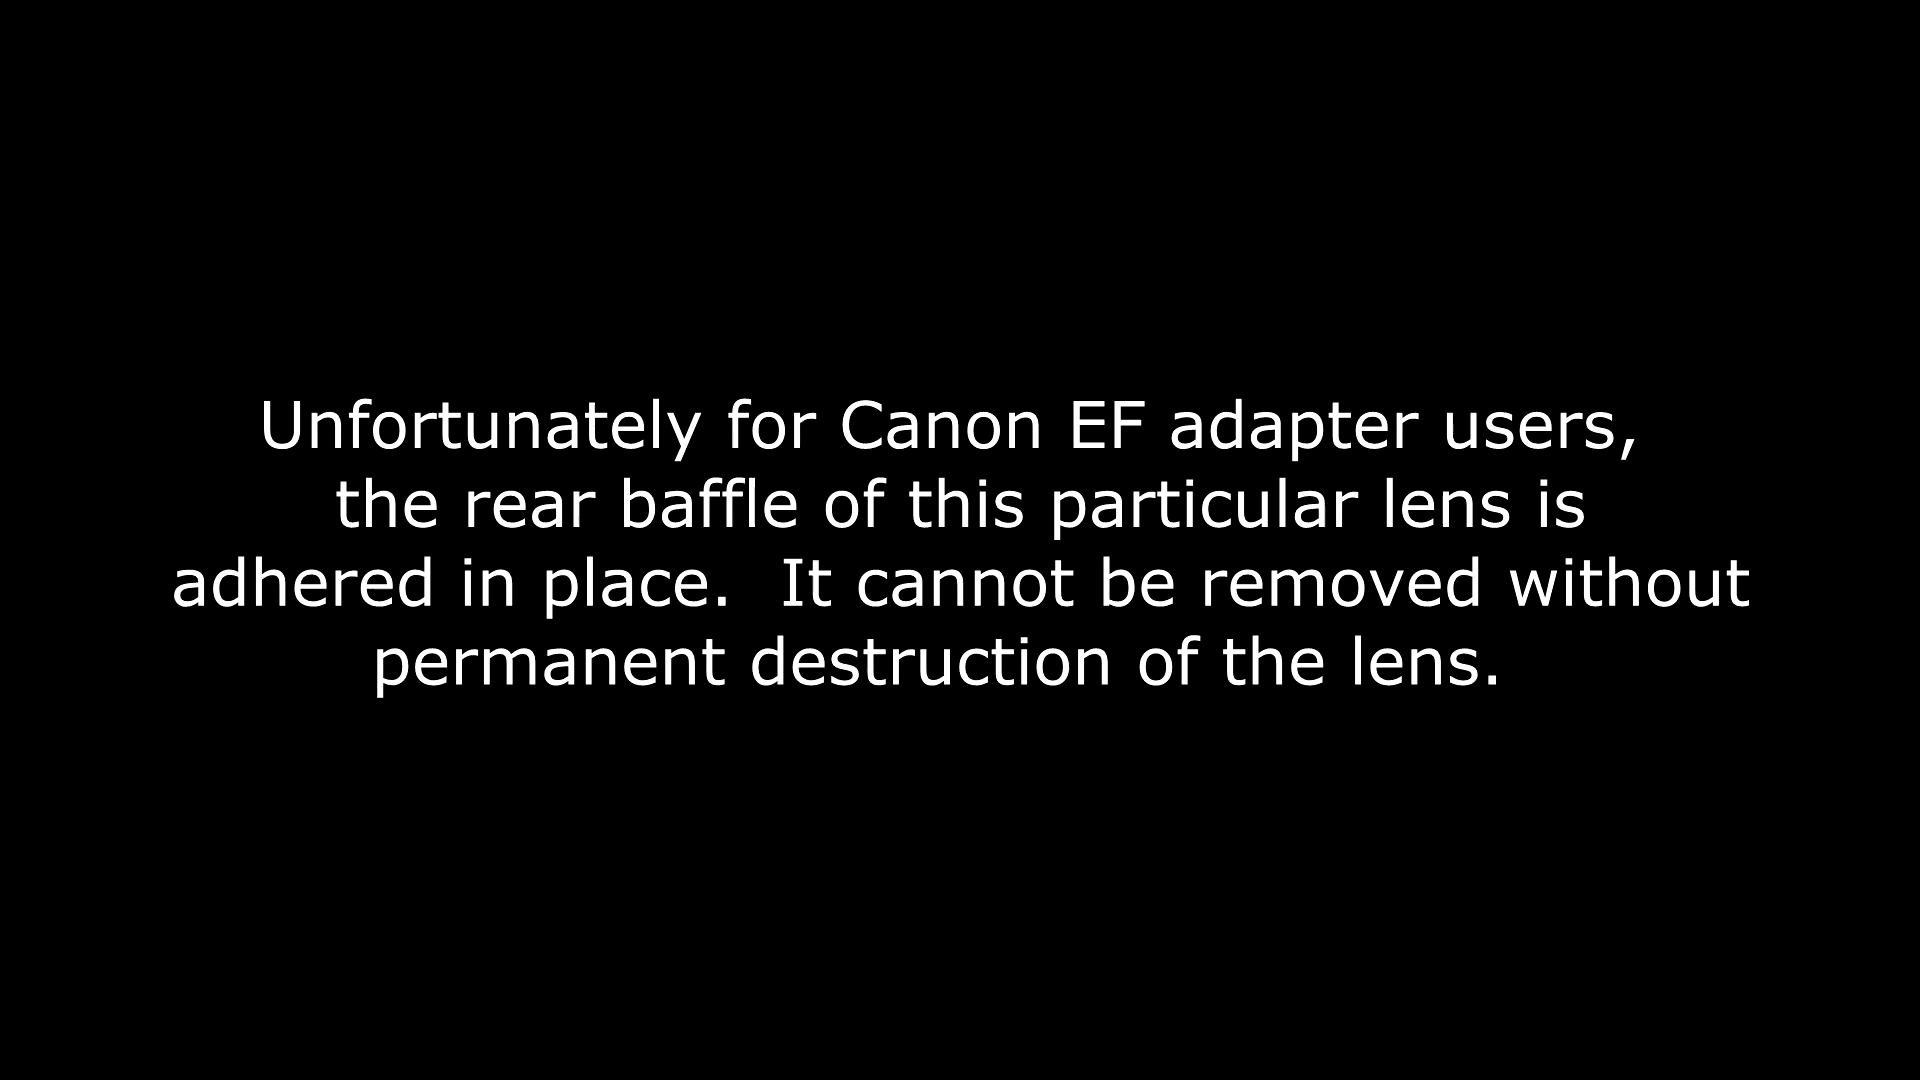 Unfortunately for Canon EF adapter users,
the rear baffle of this particular lens is
adhered in place.  It cannot be removed without
permanent destruction of the lens.